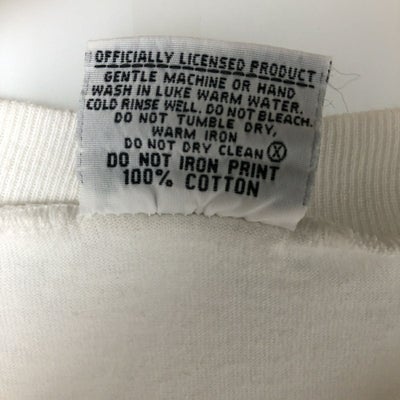 OFFICIALLY LICENSED PRODUCT
GENTLE MACHINE OR HAND
WASH IN LUKE WARM WATER.
COLD RINSE WELL. DO NOT BLEACH.
DO NOT TUMBLE DRY,
WARM IRON
DO NOT DRY CLEAN Ⓧ
DO NOT IRON PRINT
100% COTTON